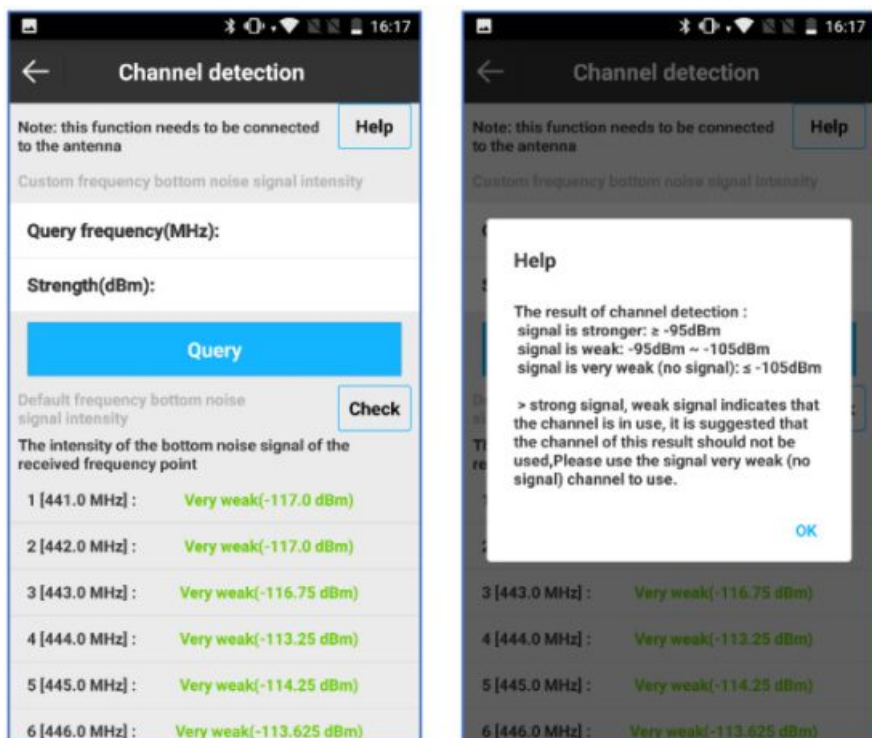 16:17
Channel detection
Note: this function needs to be connected
to the antenna
Help
Custom frequency bottom noise signal intensity
Query frequency(MHz):
Strength(dBm):
Query
Default frequency bottom noise
signal intensity
Check
The intensity of the bottom noise signal of the
received frequency point
1 [441.0 MHz] : Very weak(-117.0 dBm)
2 [442.0 MHz] : Very weak(-117.0 dBm)
3 [443.0 MHz] : Very weak(-116.75 dBm)
4 [444.0 MHz] : Very weak(-113.25 dBm)
5 [445.0 MHz] : Very weak(-114.25 dBm)
6 [446.0 MHz] : Very weak(-113.625 dBm)
16:17
Channel detection
Note: this function needs to be connected
to the antenna
Help
Custom frequency bottom noise signal intensity
Help
The result of channel detection :
signal is stronger: ≥ -95dBm
signal is weak: -95dBm ~ -105dBm
signal is very weak (no signal): ≤ -105dBm
> strong signal, weak signal indicates that
the channel is in use, it is suggested that
the channel of this result should not be
used,Please use the signal very weak (no
signal) channel to use.
OK
3 [443.0 MHz] : Very weak(-116.75 dBm)
4 [444.0 MHz] : Very weak(-113.25 dBm)
5 [445.0 MHz] : Very weak(-114.25 dBm)
6 [446.0 MHz] : Very weak(-113.625 dBm)